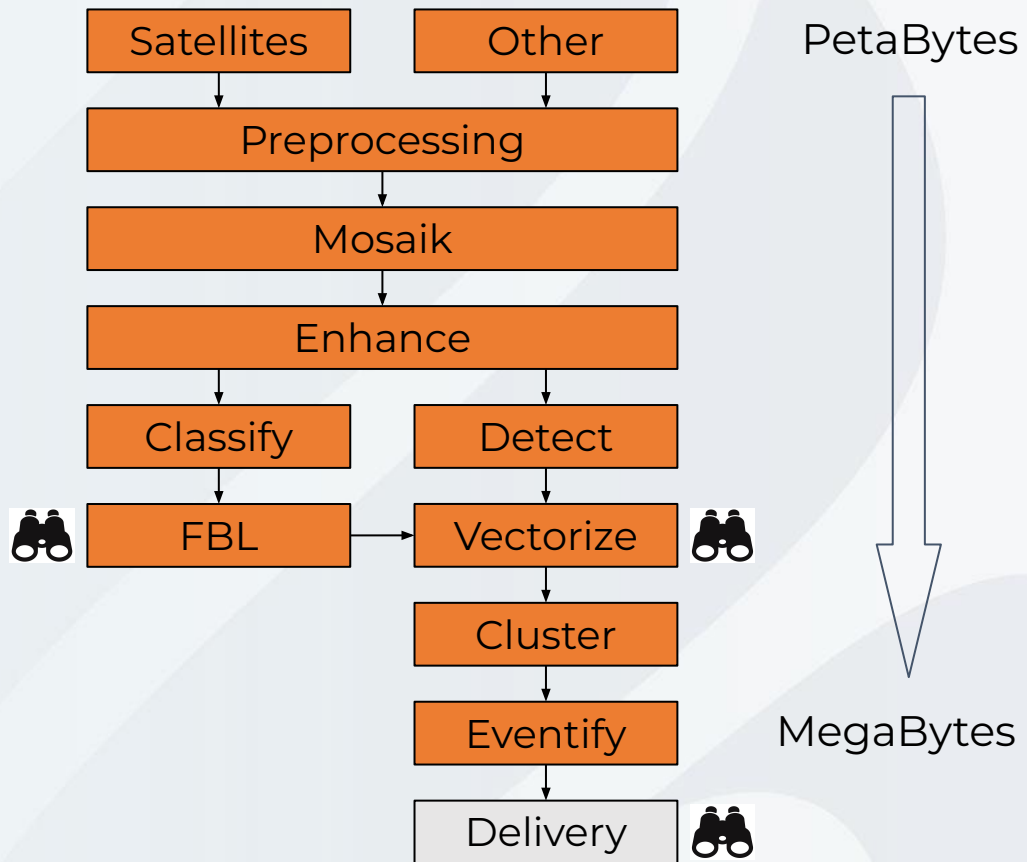 Satellites
Other
PetaBytes
Preprocessing
Mosaik
Enhance
Classify
Detect
FBL
Vectorize
Cluster
Eventify
MegaBytes
Delivery